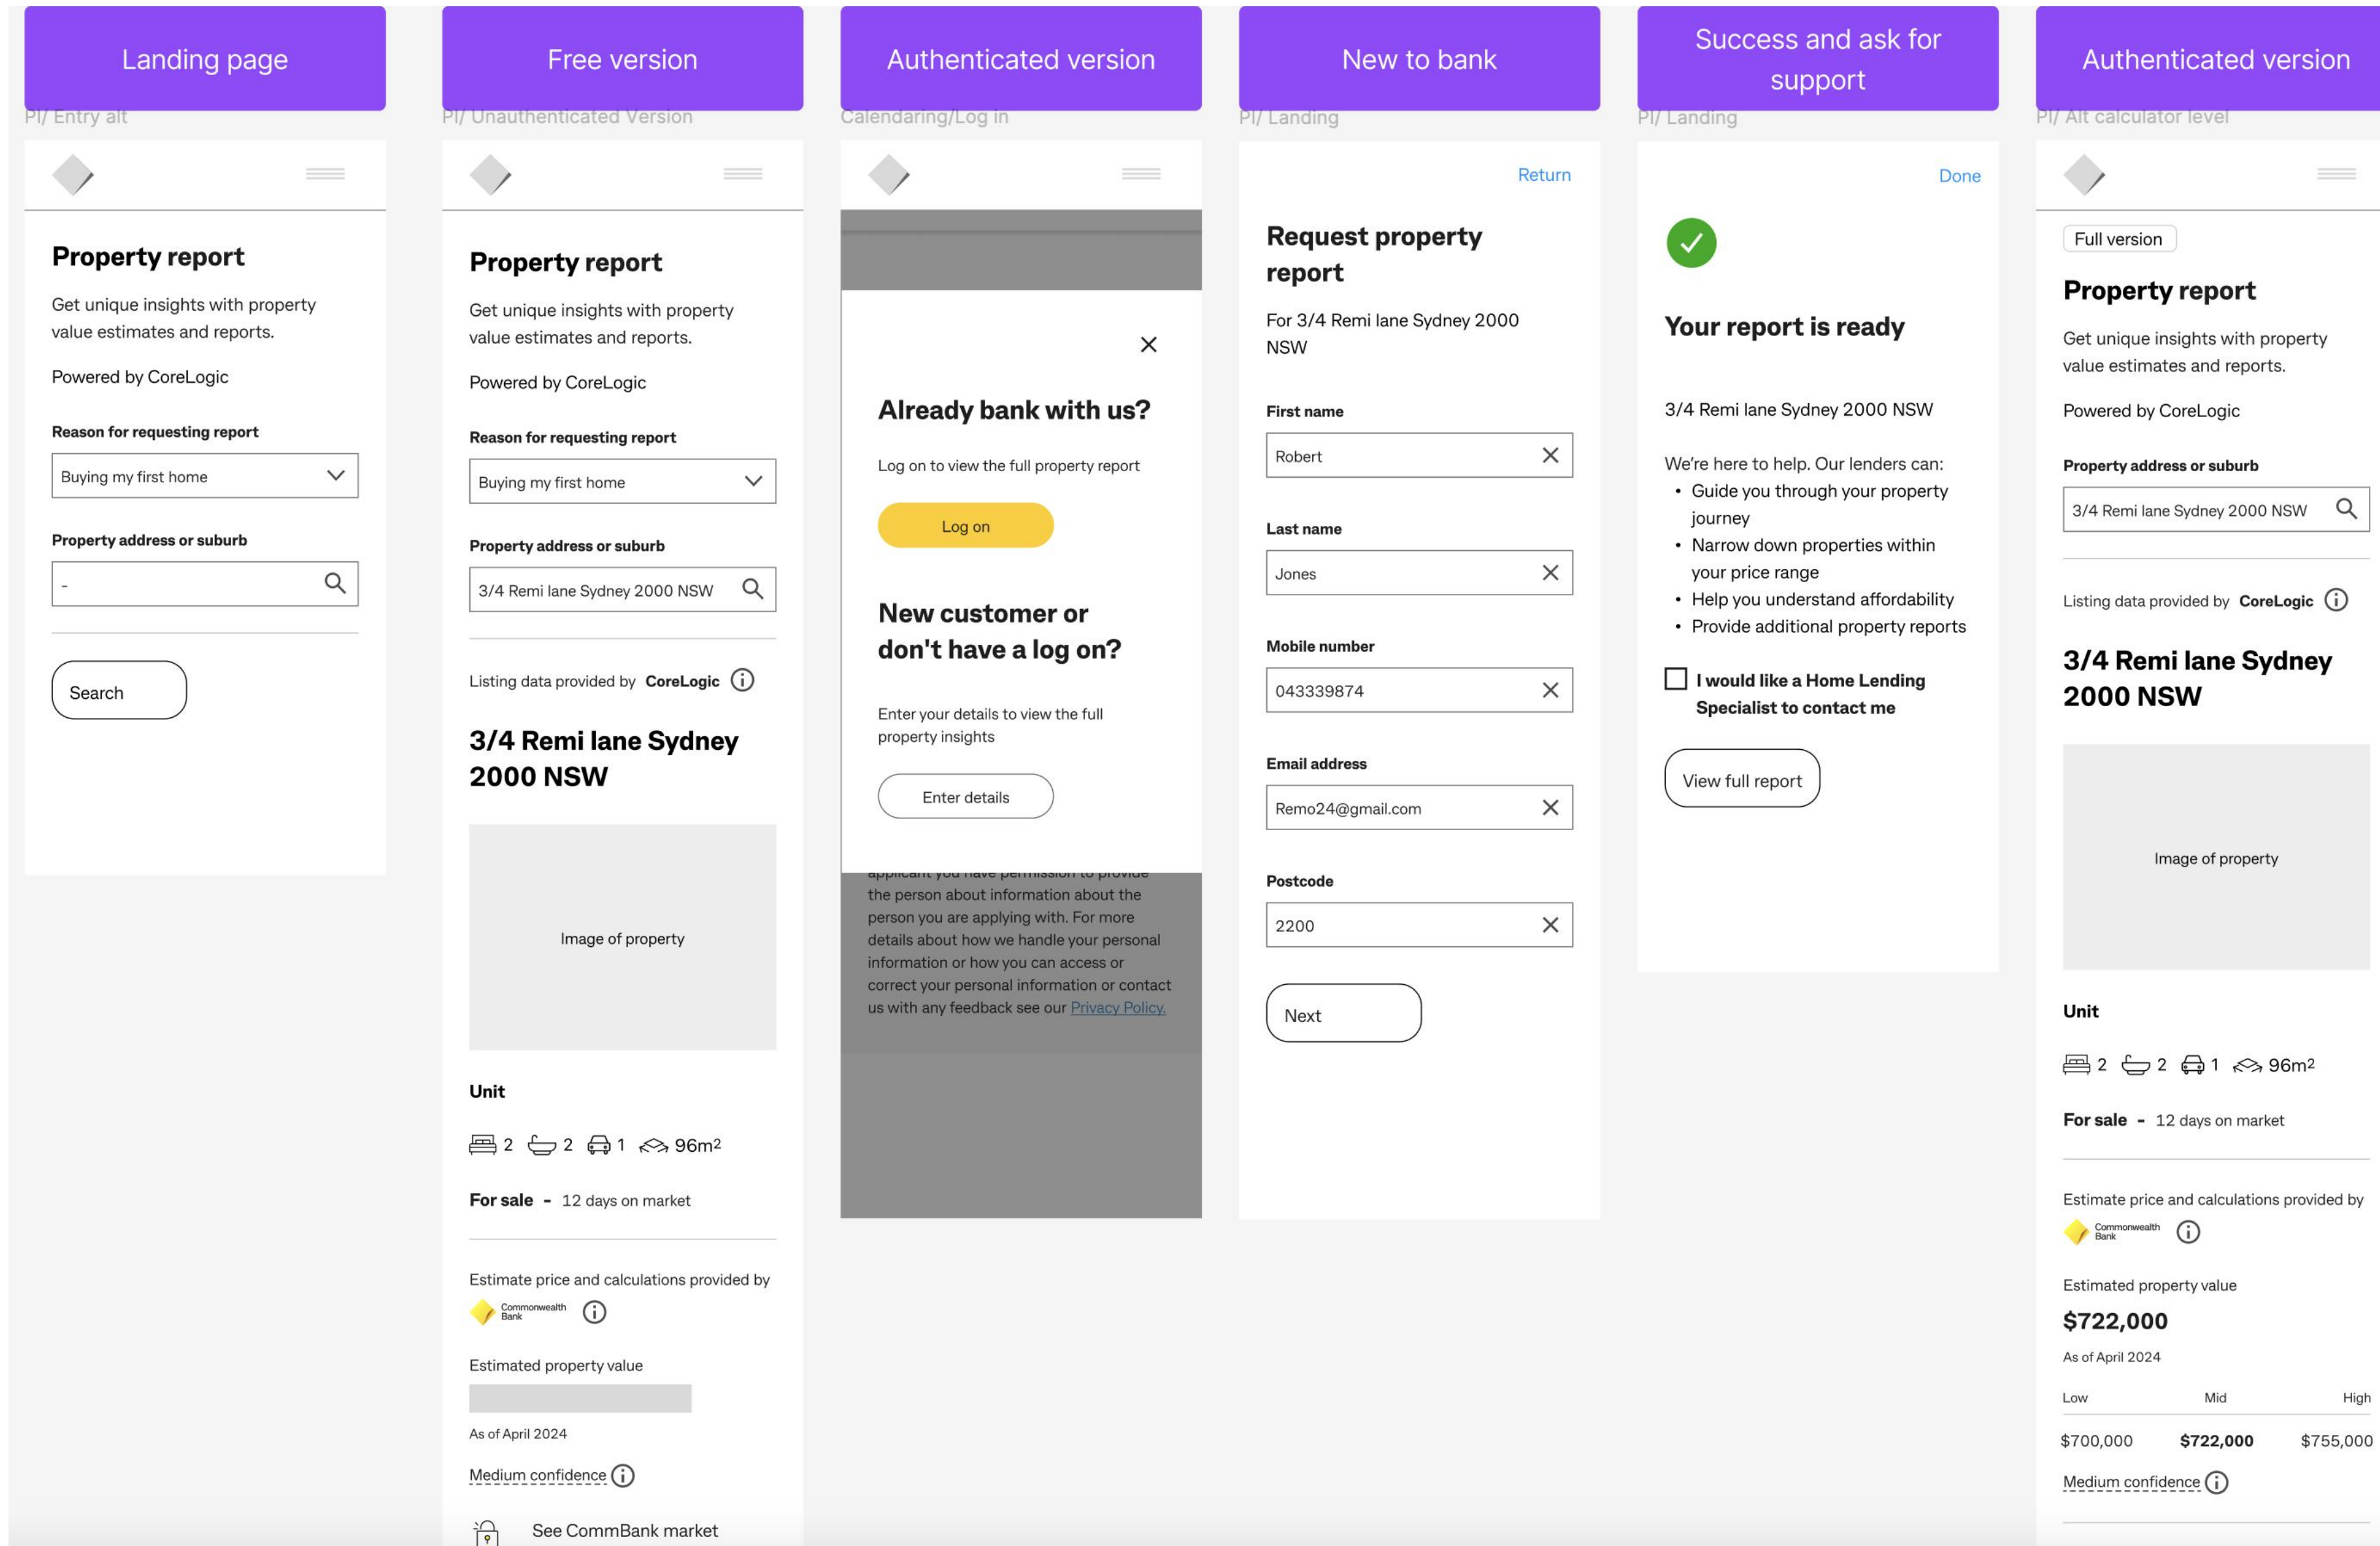 Landing page
PI/ Entry alt
Property report
Get unique insights with property
value estimates and reports.
Powered by CoreLogic
Reason for requesting report
Buying my first home
Property address or suburb
-
Search
Free version
PI/ Unauthenticated Version
Property report
Get unique insights with property
value estimates and reports.
Powered by CoreLogic
Reason for requesting report
Buying my first home
Property address or suburb
3/4 Remi lane Sydney 2000 NSW
Listing data provided by CoreLogic
3/4 Remi lane Sydney
2000 NSW
Image of property
Unit
2 2 1 96m2
For sale - 12 days on market
Estimate price and calculations provided by
Commonwealth
Bank
Estimated property value
As of April 2024
Medium confidence
See CommBank market
Authenticated version
Calendaring/Log in
Already bank with us?
Log on to view the full property report
Log on
New customer or
don't have a log on?
Enter your details to view the full
property insights
Enter details
applicant you have permission to provide
the person about information about the
person you are applying with. For more
details about how we handle your personal
information or how you can access or
correct your personal information or contact
us with any feedback see our Privacy Policy.
New to bank
PI/ Landing
Return
Request property
report
For 3/4 Remi lane Sydney 2000
NSW
First name
Robert
Last name
Jones
Mobile number
043339874
Email address
Remo24@gmail.com
Postcode
2200
Next
Success and ask for
support
PI/ Landing
Done
Your report is ready
3/4 Remi lane Sydney 2000 NSW
We're here to help. Our lenders can:
• Guide you through your property
journey
• Narrow down properties within
your price range
• Help you understand affordability
• Provide additional property reports
I would like a Home Lending
Specialist to contact me
View full report
Authenticated version
PI/ Alt calculator level
Full version
Property report
Get unique insights with property
value estimates and reports.
Powered by CoreLogic
Property address or suburb
3/4 Remi lane Sydney 2000 NSW
Listing data provided by CoreLogic
3/4 Remi lane Sydney
2000 NSW
Image of property
Unit
2 2 1 96m2
For sale - 12 days on market
Estimate price and calculations provided by
Commonwealth
Bank
Estimated property value
$722,000
As of April 2024
Low Mid High
$700,000 $722,000 $755,000
Medium confidence